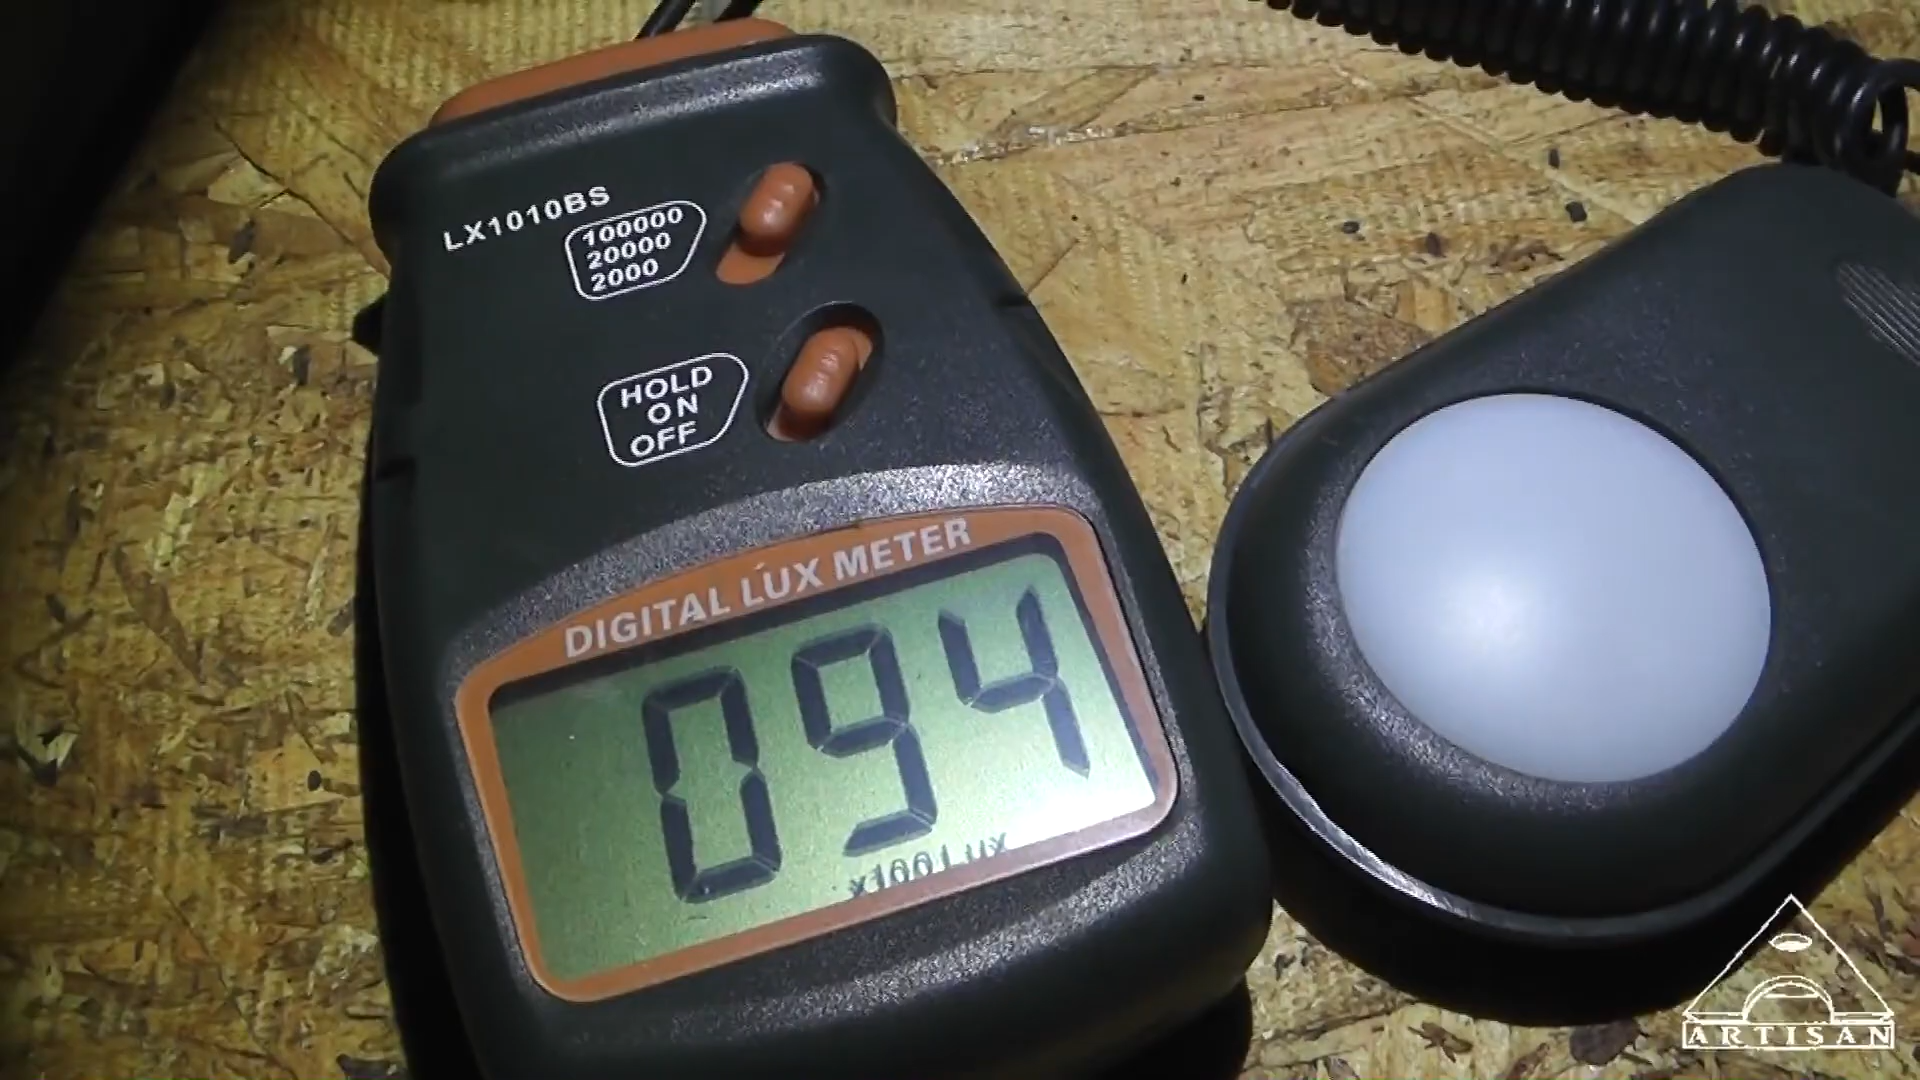 LX1010BS
100000
20000
2000
HOLD
ON
OFF
DIGITAL LUX METER
094
x100 Lux
ARTISAN